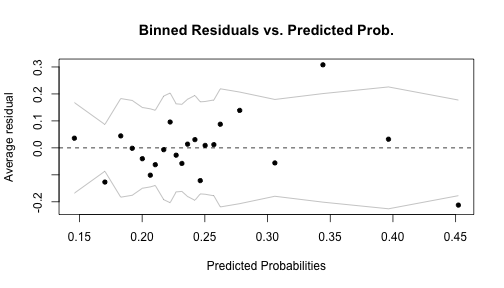 Binned Residuals vs. Predicted Prob.
Average residual
0.3
0.2
0.1
0.0
-0.2
0.15 0.20 0.25 0.30 0.35 0.40 0.45
Predicted Probabilities